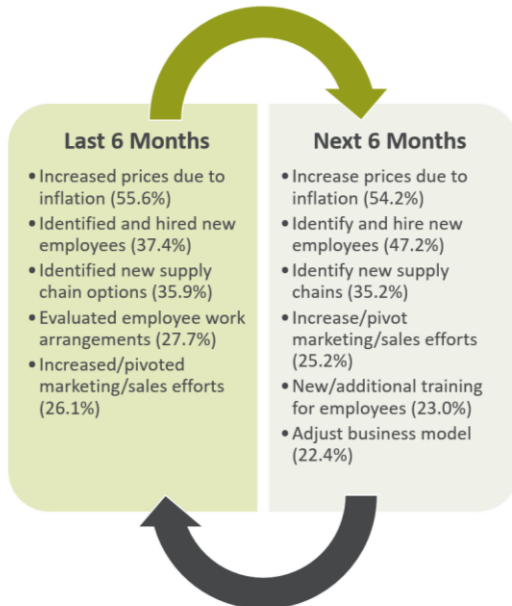 Last 6 Months
• Increased prices due to
inflation (55.6%)
• Identified and hired new
employees (37.4%)
• Identified new supply
chain options (35.9%)
• Evaluated employee work
arrangements (27.7%)
• Increased/pivoted
marketing/sales efforts
(26.1%)
Next 6 Months
• Increase prices due to
inflation (54.2%)
• Identify and hire new
employees (47.2%)
• Identify new supply
chains (35.2%)
• Increase/pivot
marketing/sales efforts
(25.2%)
• New/additional training
for employees (23.0%)
• Adjust business model
(22.4%)